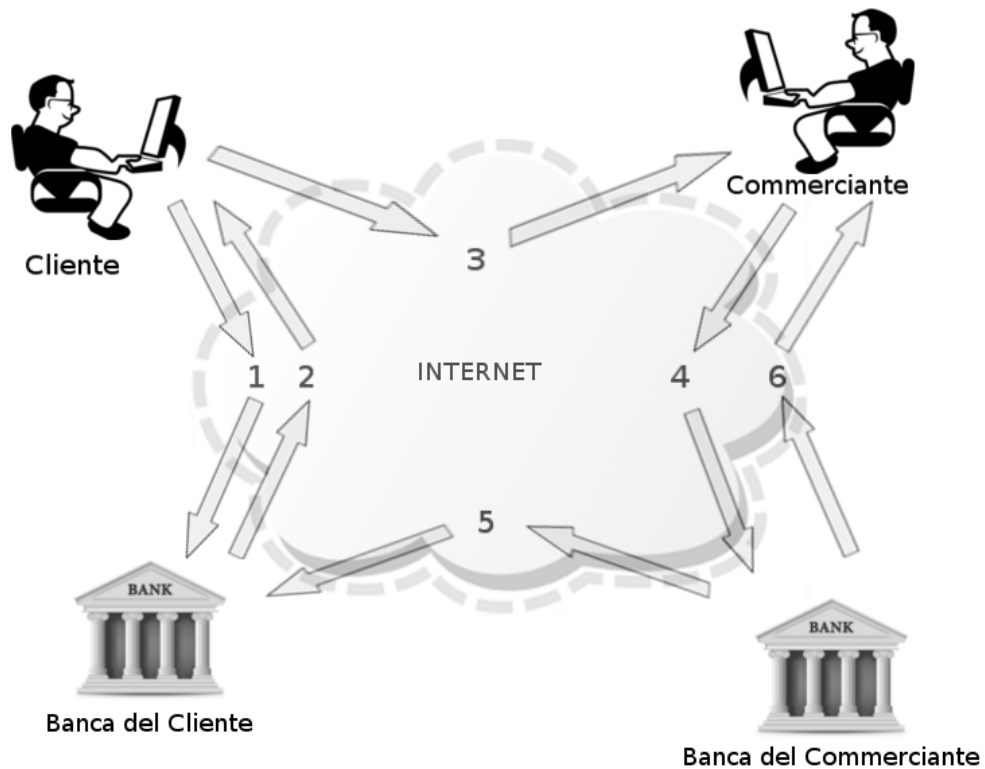 Commerciante
Cliente
3
INTERNET
1 2
4 6
5
BANK
BANK
Banca del Cliente
Banca del Commerciante